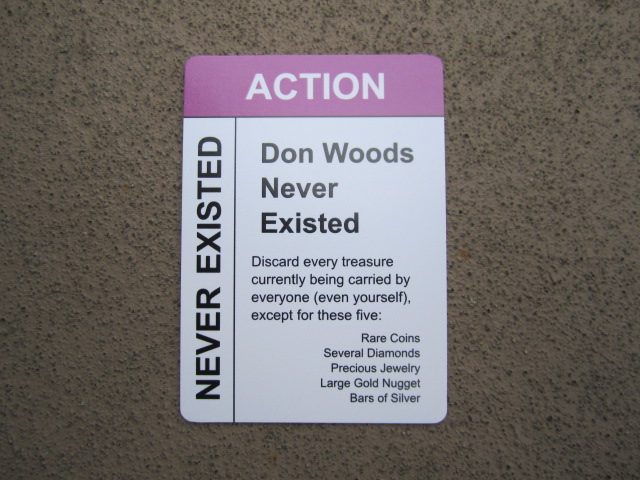 ACTION
NEVER EXISTED
Don Woods
Never
Existed
Discard every treasure
currently being carried by
everyone (even yourself),
except for these five:
Rare Coins
Several Diamonds
Precious Jewelry
Large Gold Nugget
Bars of Silver